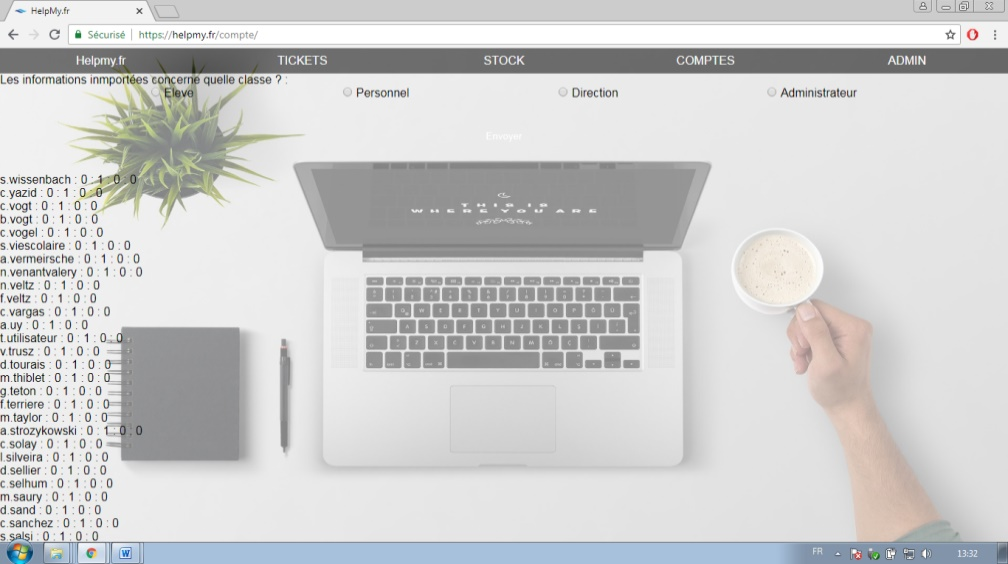 HelpMy.fr
Sécurisé | https://helpmy.fr/compte/
Helpmy.fr TICKETS STOCK COMPTES ADMIN
Les informations inmportées concerne quelle classe ? :
Eleve Personnel Direction Administrateur
Envoyer
s.wissenbach : 0 : 1 : 0 : 0
c.yazid : 0 : 1 : 0 : 0
c.vogt : 0 : 1 : 0 : 0
b.vogt : 0 : 1 : 0 : 0
c.vogel : 0 : 1 : 0 : 0
s.viescolaire : 0 : 1 : 0 : 0
a.vermeirsche : 0 : 1 : 0 : 0
n.venantvalery : 0 : 1 : 0 : 0
n.veltz : 0 : 1 : 0 : 0
f.veltz : 0 : 1 : 0 : 0
c.vargas : 0 : 1 : 0 : 0
a.uy : 0 : 1 : 0 : 0
t.utilisateur : 0 : 1 : 0 : 0
v.trusz : 0 : 1 : 0 : 0
d.tourais : 0 : 1 : 0 : 0
m.thiblet : 0 : 1 : 0 : 0
g.teton : 0 : 1 : 0 : 0
f.terriere : 0 : 1 : 0 : 0
m.taylor : 0 : 1 : 0 : 0
a.strozykowski : 0 : 1 : 0 : 0
c.solay : 0 : 1 : 0 : 0
l.silveira : 0 : 1 : 0 : 0
d.sellier : 0 : 1 : 0 : 0
c.selhum : 0 : 1 : 0 : 0
m.saury : 0 : 1 : 0 : 0
d.sand : 0 : 1 : 0 : 0
c.sanchez : 0 : 1 : 0 : 0
s.salsi : 0 : 1 : 0 : 0
THIS IS
WHERE YOU ARE
FR 13:32